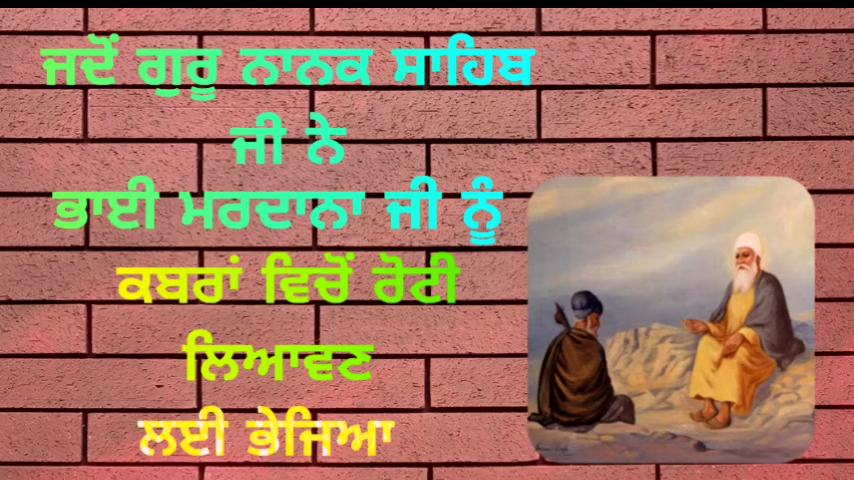 ਜਦੋਂ ਗੁਰੂ ਨਾਨਕ ਸਾਹਿਬ
ਜੀ ਨੇ
ਭਾਈ ਮਰਦਾਨਾ ਜੀ ਨੂੰ
ਕਬਰਾਂ ਵਿਚੋਂ ਰੋਟੀ
ਲਿਆਵਣ
ਲਈ ਭੇਜਿਆ